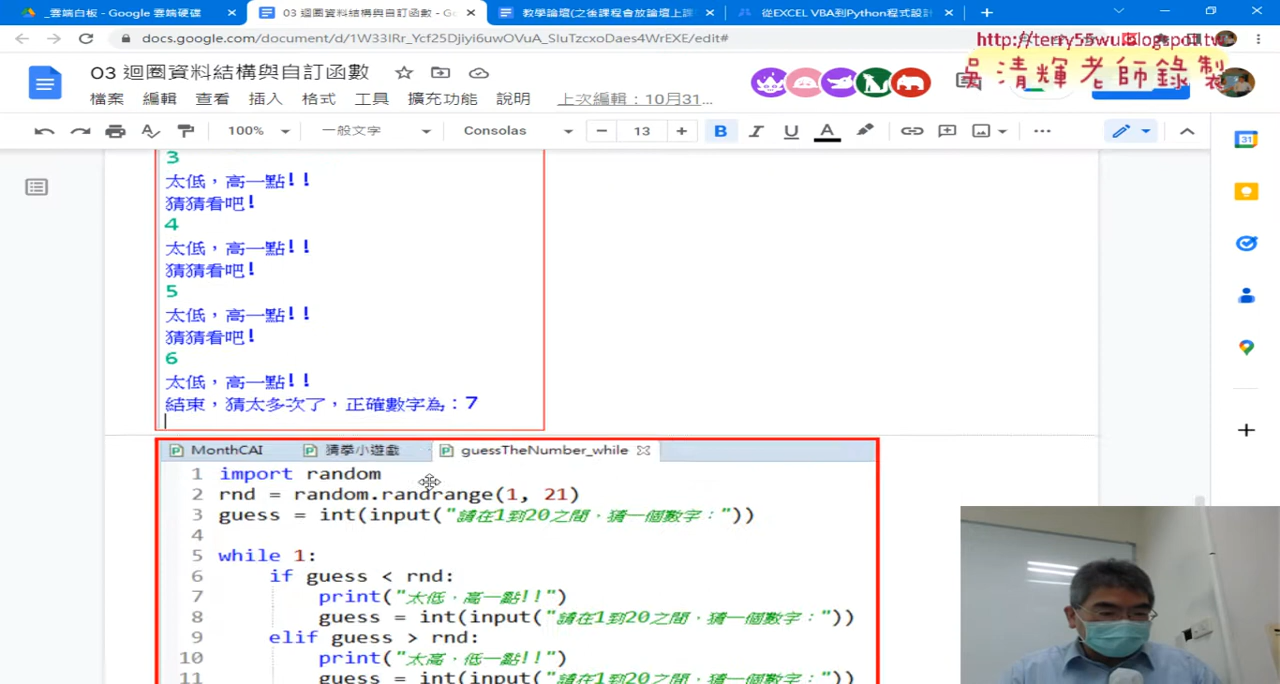 _雲端白板 - Google 雲端硬碟
03 迴圈資料結構與自訂函數 - G
教學論壇(之後課程會放論壇上課
從EXCEL VBA到Python程式設計
docs.google.com/document/d/1W33IRr_Ycf25Djiyi6uwOVuA_SIuTzcxoDaes4WrEXE/edit#
http://terry55wu.blogspot.tw
吳清輝老師錄製
03 迴圈資料結構與自訂函數
檔案 編輯 查看 插入 格式 工具 擴充功能 說明 上次編輯：10月31...
100% 一般文字 Consolas 13 B I U A
31
3
太低，高一點!!
猜猜看吧!
4
太低，高一點!!
猜猜看吧!
5
太低，高一點!!
猜猜看吧!
6
太低，高一點!!
結束，猜太多次了，正確數字為：7
MonthCAI 猜拳小遊戲 guessTheNumber_while
1 import random
2 rnd = random.randrange(1, 21)
3 guess = int(input("請在1到20之間，猜一個數字："))
4
5 while 1:
6 if guess < rnd:
7 print("太低，高一點!!")
8 guess = int(input("請在1到20之間，猜一個數字："))
9 elif guess > rnd:
10 print("太高，低一點!!")
11 guess = int(input("請在1到20之間，猜一個數字："))